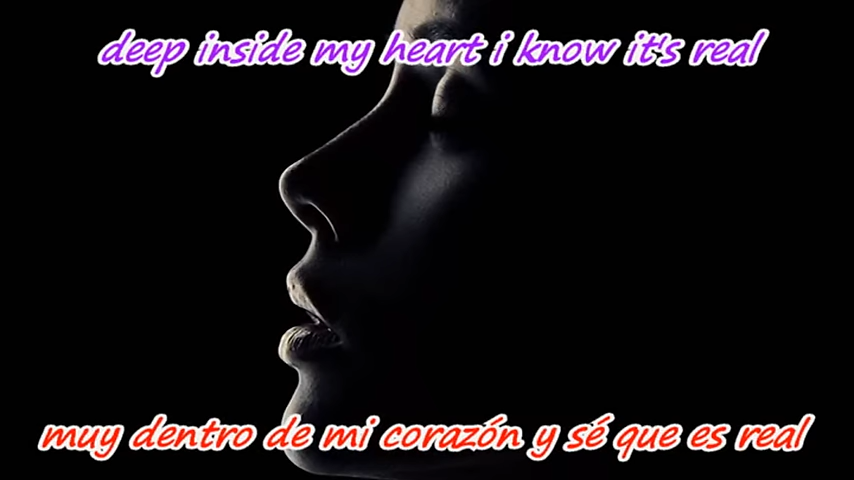 deep inside my heart i know it's real
muy dentro de mi corazón y sé que es real